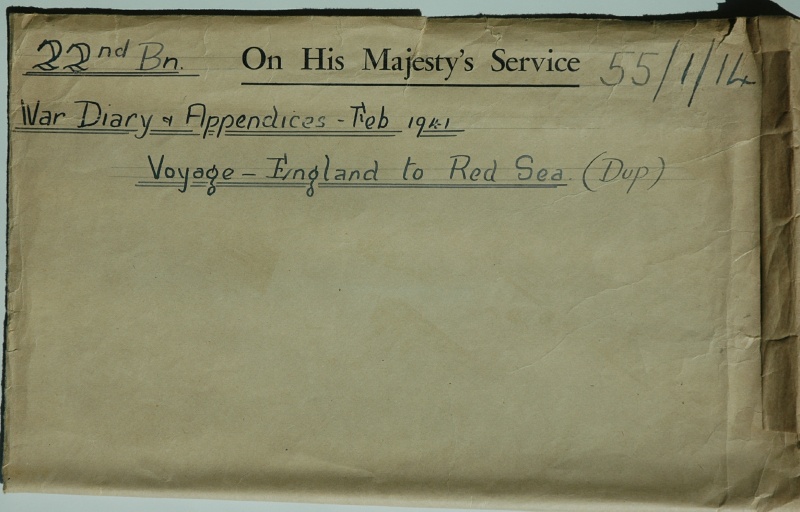 22nd Bn. On His Majesty's Service 55/1/14
War Diary & Appendices - Feb 1941
Voyage - England to Red Sea. (Dup)